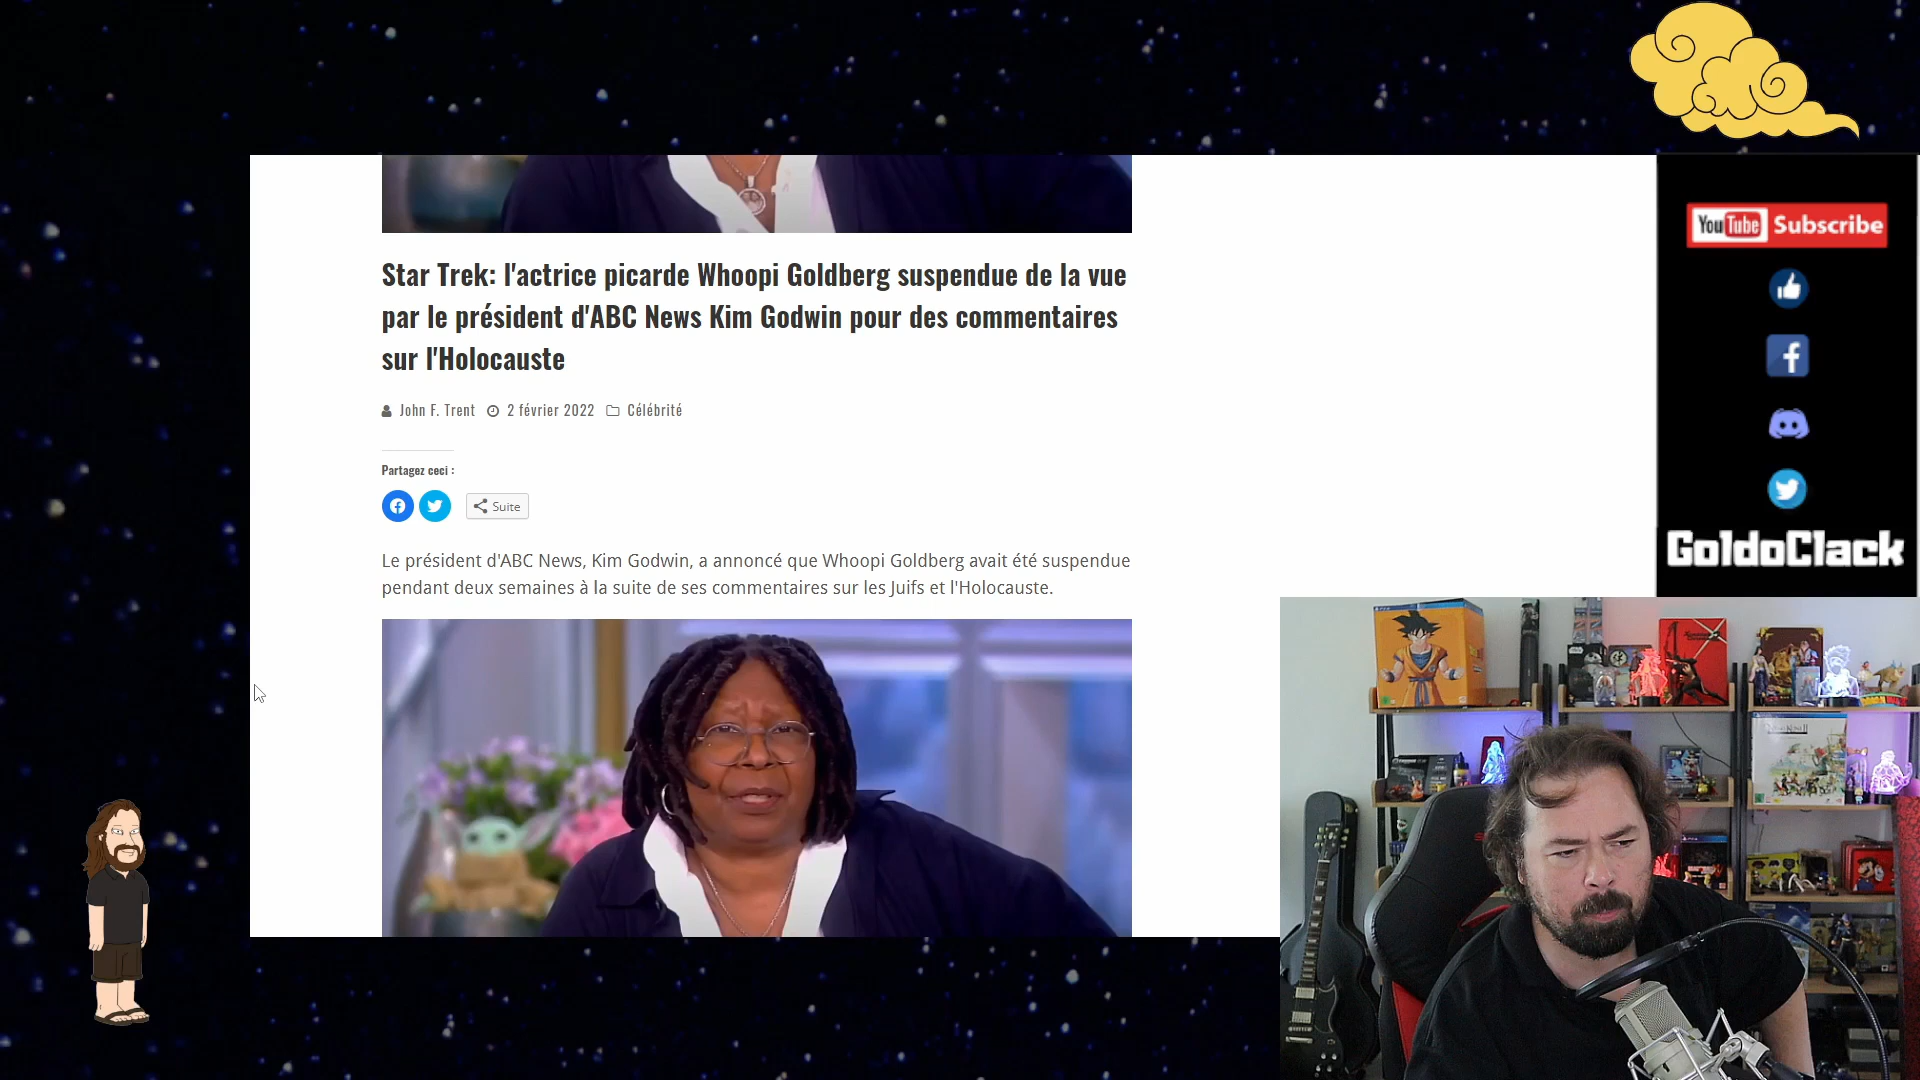 Star Trek: l'actrice picarde Whoopi Goldberg suspendue de la vue
par le président d'ABC News Kim Godwin pour des commentaires
sur l'Holocauste
John F. Trent 2 février 2022 Célébrité
Partagez ceci :
Suite
Le président d'ABC News, Kim Godwin, a annoncé que Whoopi Goldberg avait été suspendue
pendant deux semaines à la suite de ses commentaires sur les Juifs et l'Holocauste.
YouTube Subscribe
GoldoClack